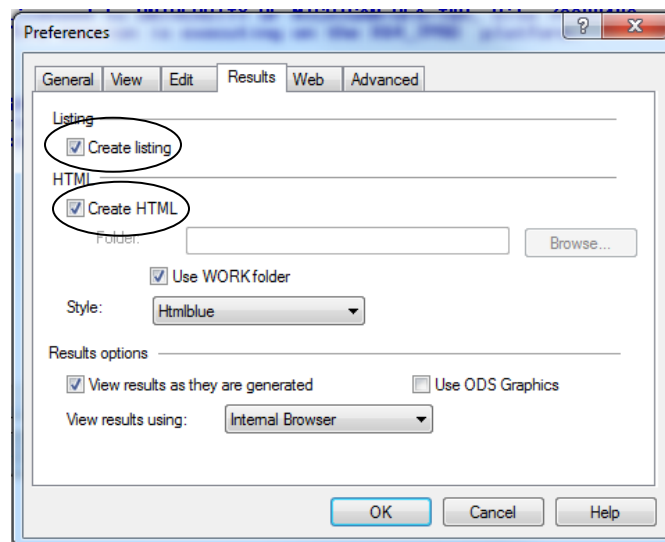 Preferences
General View Edit Results Web Advanced
Listing
Create listing
HTML
Create HTML
Folder:
Browse...
Use WORK folder
Style:
Htmlblue
Results options
View results as they are generated
Use ODS Graphics
View results using:
Internal Browser
OK Cancel Help